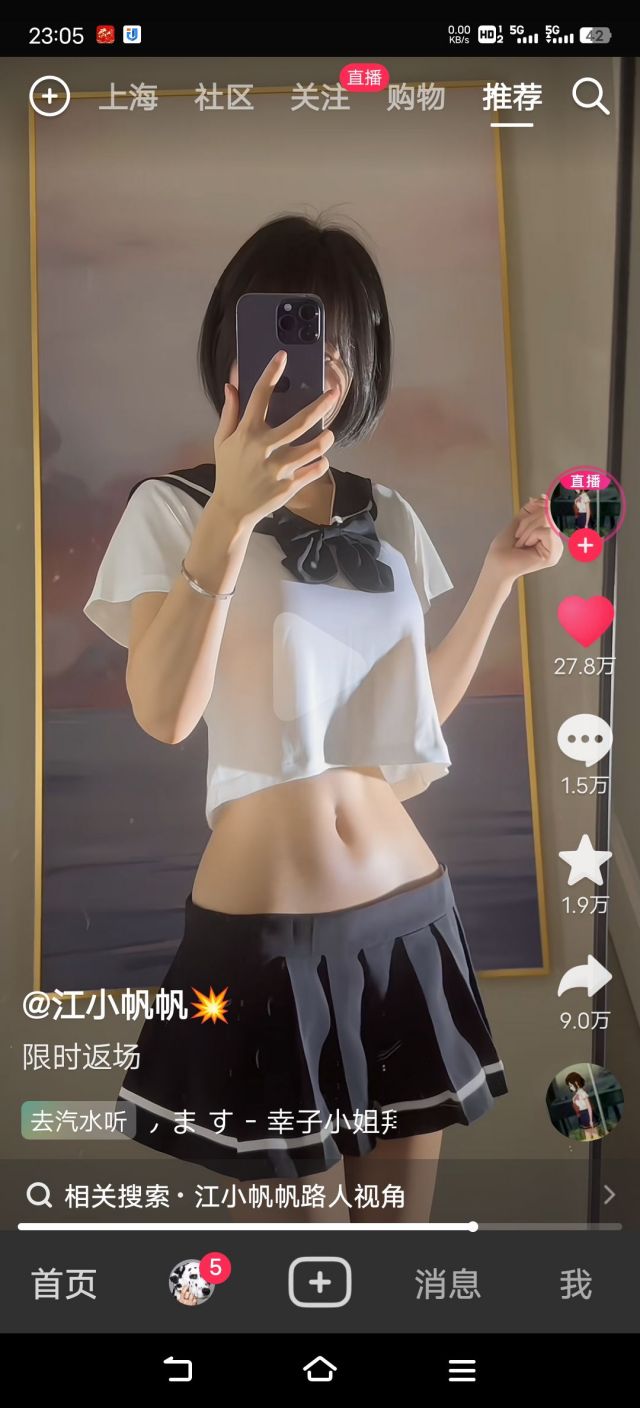 23:05
0.00 KB/s HD 1 2 5G 5G 42
直播
上海 社区 关注 购物 推荐
直播
27.8万
1.5万
1.9万
9.0万
@江小帆帆💥
限时返场
去汽水听 ます - 幸子小姐
相关搜索 · 江小帆帆路人视角
5
首页 消息 我